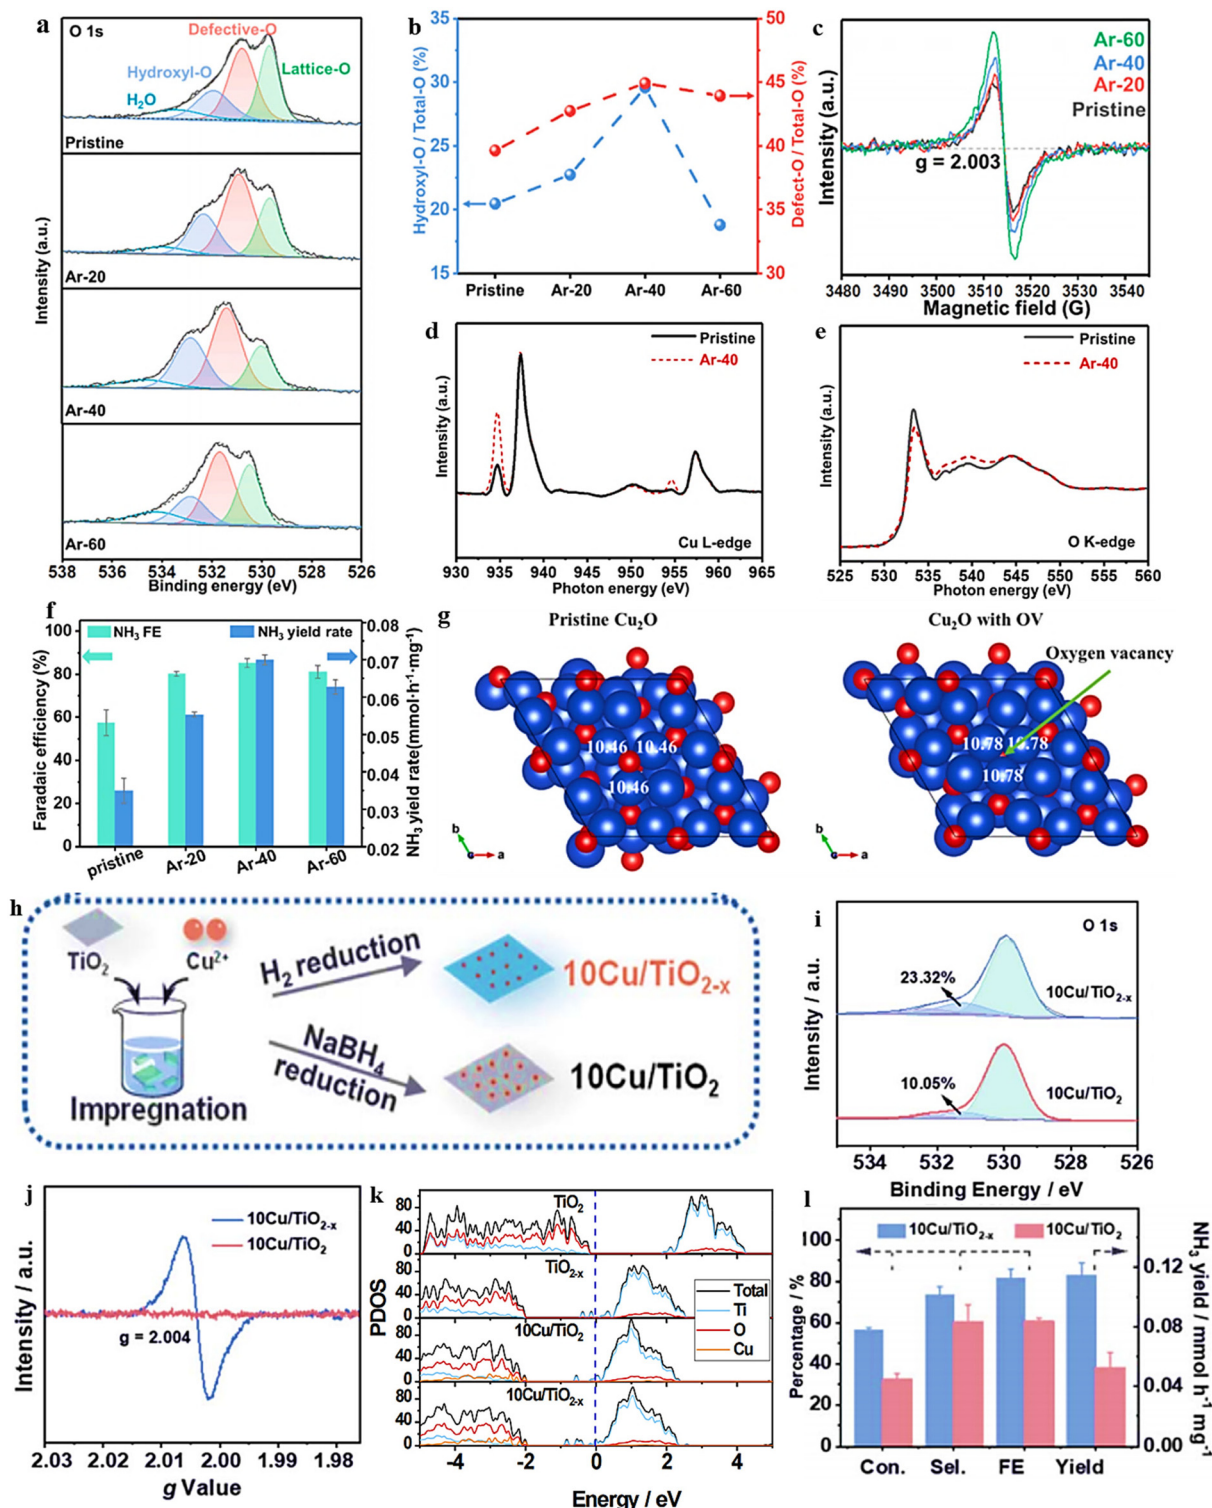 a
O 1s
Defective-O
Hydroxyl-O
Lattice-O
H₂O
Pristine
Ar-20
Ar-40
Ar-60
Intensity (a.u.)
538 536 534 532 530 528 526
Binding energy (eV)
b
Hydroxyl-O / Total-O (%)
35
30
25
20
15
Defect-O / Total-O (%)
50
45
40
35
30
Pristine Ar-20 Ar-40 Ar-60
c
Intensity (a.u.)
Ar-60
Ar-40
Ar-20
Pristine
g = 2.003
3480 3490 3500 3510 3520 3530 3540
Magnetic field (G)
d
Intensity (a.u.)
Pristine
Ar-40
Cu L-edge
930 935 940 945 950 955 960 965
Photon energy (eV)
e
Intensity (a.u.)
Pristine
Ar-40
O K-edge
525 530 535 540 545 550 555 560
Photon energy (eV)
f
Faradaic efficiency (%)
100
80
60
40
20
0
NH₃ FE
NH₃ yield rate
0.08
0.07
0.06
0.05
0.04
0.03
0.02
NH₃ yield rate(mmol·h⁻¹·mg⁻¹)
pristine Ar-20 Ar-40 Ar-60
g
Pristine Cu₂O
10.46 10.46
10.46
b
a
Cu₂O with OV
Oxygen vacancy
10.78 10.78
10.78
b
a
h
TiO₂
Cu²⁺
Impregnation
H₂ reduction
10Cu/TiO₂₋ₓ
NaBH₄
reduction
10Cu/TiO₂
i
Intensity / a.u.
O 1s
23.32%
10Cu/TiO₂₋ₓ
10.05%
10Cu/TiO₂
534 532 530 528 526
Binding Energy / eV
j
Intensity / a.u.
10Cu/TiO₂₋ₓ
10Cu/TiO₂
g = 2.004
2.03 2.02 2.01 2.00 1.99 1.98
g Value
k
PDOS
80
40
0
TiO₂
80
40
0
TiO₂₋ₓ
80
40
0
10Cu/TiO₂
80
40
0
10Cu/TiO₂₋ₓ
Total
Ti
O
Cu
-4 -2 0 2 4
Energy / eV
l
Percentage / %
100
80
60
40
20
0
10Cu/TiO₂₋ₓ
10Cu/TiO₂
0.12
0.08
0.04
0.00
NH₃ yield / mmol h⁻¹ mg⁻¹
Con. Sel. FE Yield